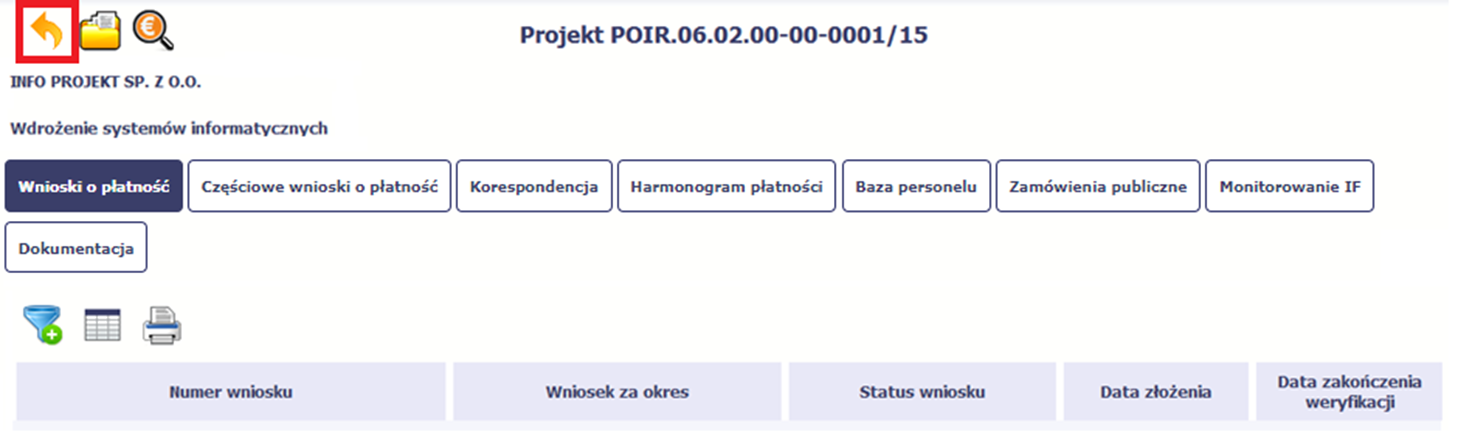 Projekt POIR.06.02.00-00-0001/15
INFO PROJEKT SP. Z O.O.
Wdrożenie systemów informatycznych
Wnioski o płatność Częściowe wnioski o płatność Korespondencja Harmonogram płatności Baza personelu Zamówienia publiczne Monitorowanie IF
Dokumentacja
Numer wniosku Wniosek za okres Status wniosku Data złożenia Data zakończenia
weryfikacji